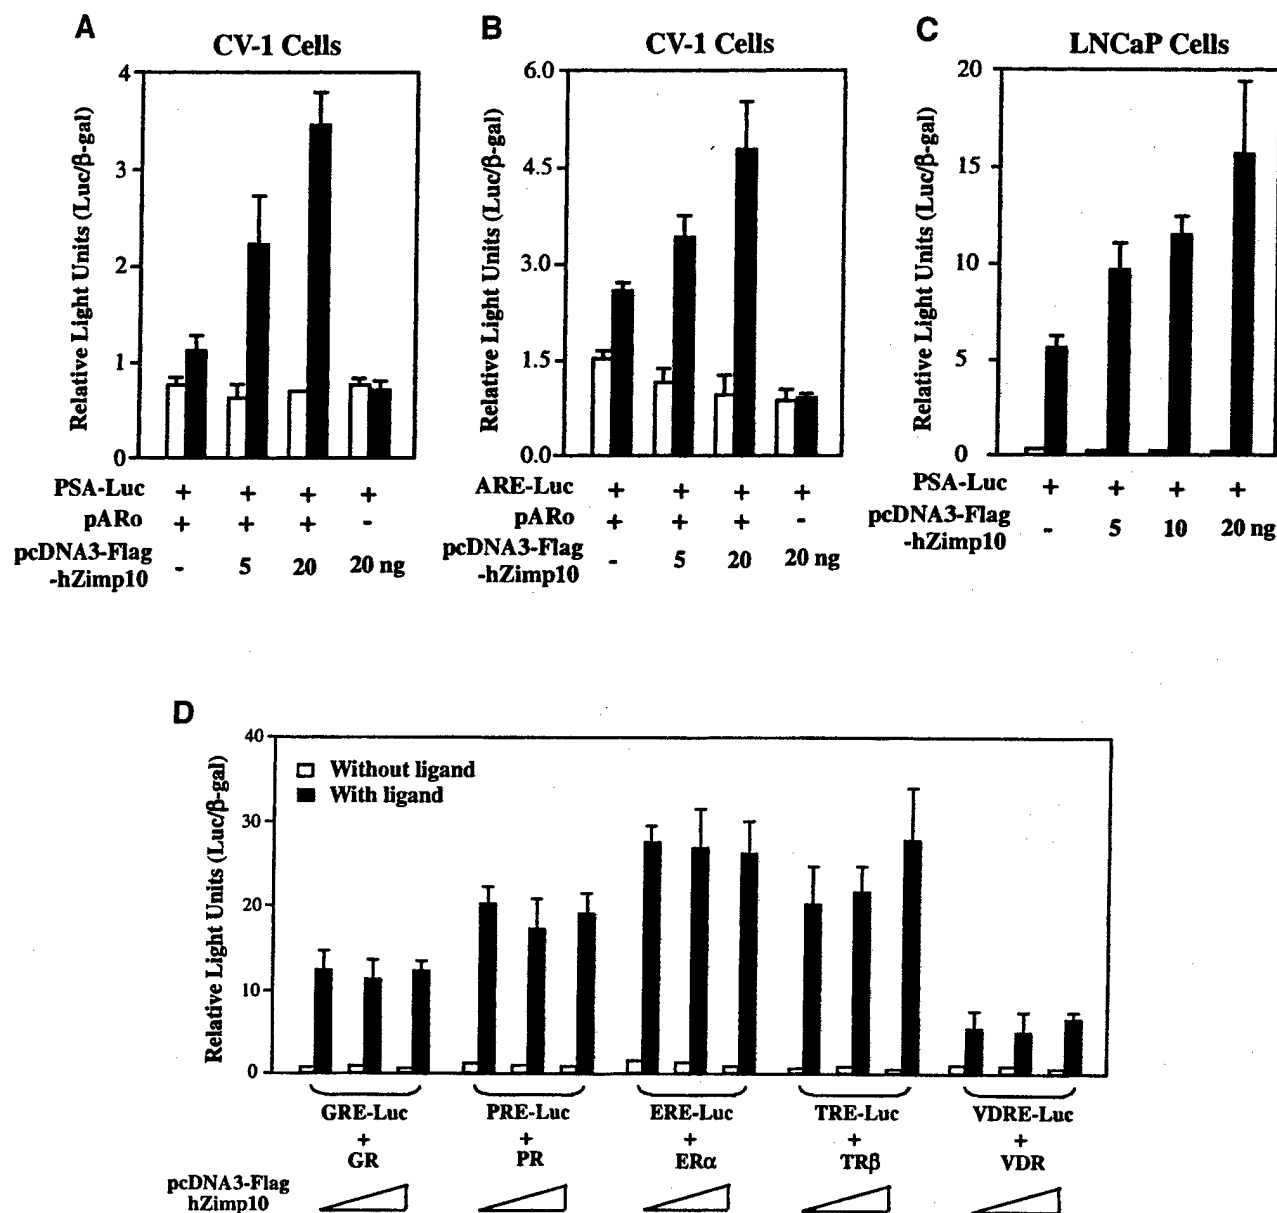 A
CV-1 Cells
Relative Light Units (Luc/β-gal)
4
3
2
1
0
PSA-Luc + + + +
pARo + + + -
pcDNA3-Flag
-hZimp10 - 5 20 20 ng
B
CV-1 Cells
Relative Light Units (Luc/β-gal)
6.0
4.5
3.0
1.5
0.0
ARE-Luc + + + +
pARo + + + -
pcDNA3-Flag
-hZimp10 - 5 20 20 ng
C
LNCaP Cells
Relative Light Units (Luc/β-gal)
20
15
10
5
0
PSA-Luc + + + +
pcDNA3-Flag
-hZimp10 - 5 10 20 ng
D
Relative Light Units (Luc/β-gal)
40
30
20
10
0
Without ligand
With ligand
GRE-Luc PRE-Luc ERE-Luc TRE-Luc VDRE-Luc
+ + + + +
GR PR ERα TRβ VDR
pcDNA3-Flag
hZimp10